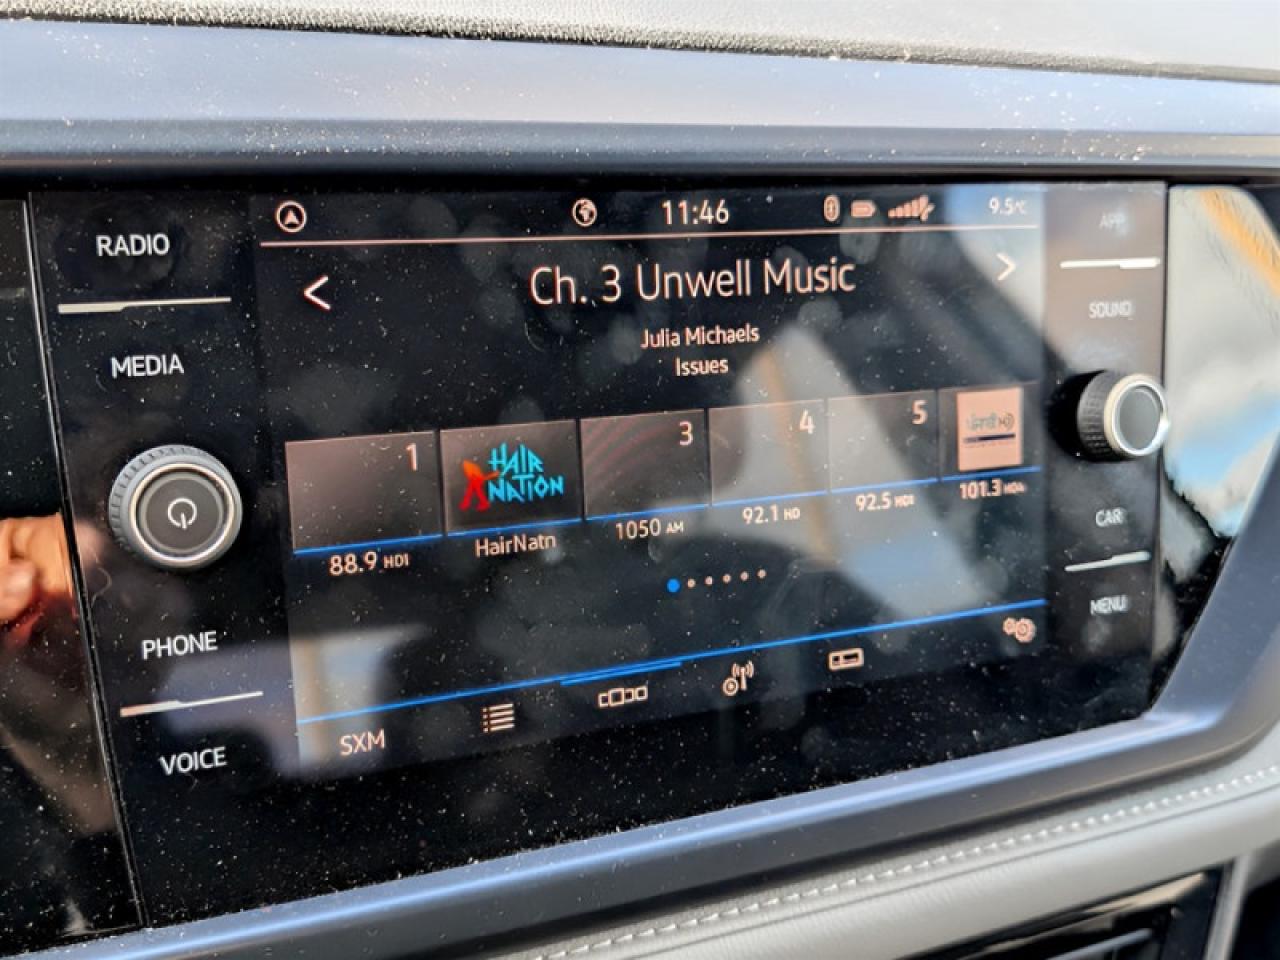 RADIO
MEDIA
PHONE
VOICE
11:46
9.5°C
Ch. 3 Unwell Music
Julia Michaels
Issues
1
HAIR
NATION
3
4
5
88.9 HD1
HairNatn
1050 AM
92.1 HD
92.5 HD1
101.3
SXM
APP
SOUND
CAR
MENU